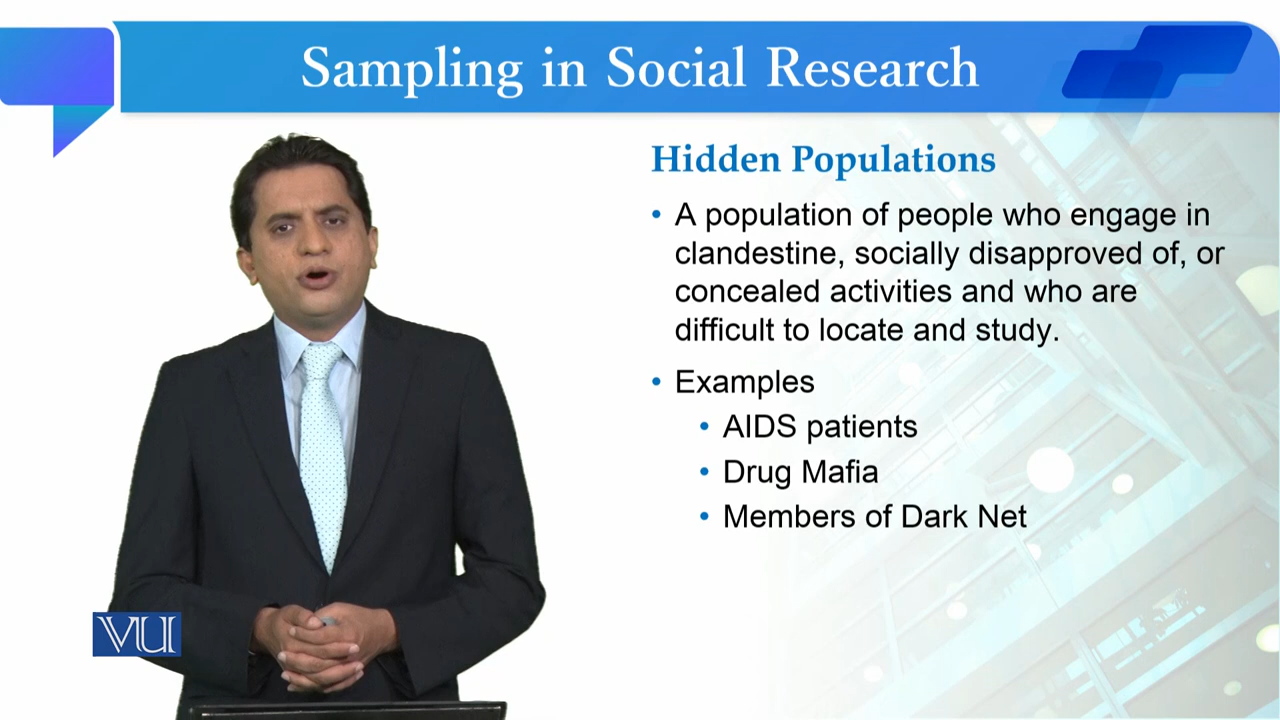 Sampling in Social Research
Hidden Populations
• A population of people who engage in
clandestine, socially disapproved of, or
concealed activities and who are
difficult to locate and study.
• Examples
• AIDS patients
• Drug Mafia
• Members of Dark Net
VU